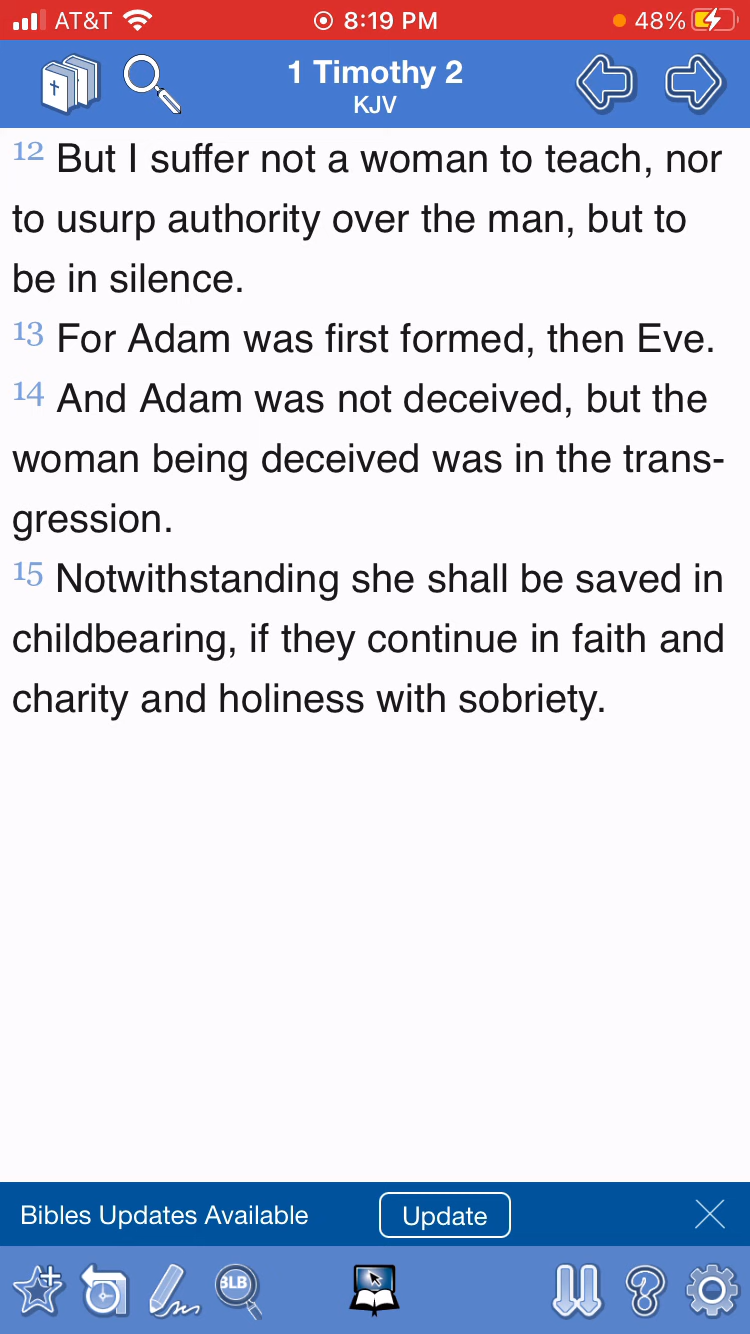 AT&T 8:19 PM 48%
1 Timothy 2
KJV
12 But I suffer not a woman to teach, nor
to usurp authority over the man, but to
be in silence.
13 For Adam was first formed, then Eve.
14 And Adam was not deceived, but the
woman being deceived was in the trans-
gression.
15 Notwithstanding she shall be saved in
childbearing, if they continue in faith and
charity and holiness with sobriety.
Bibles Updates Available Update
BLB